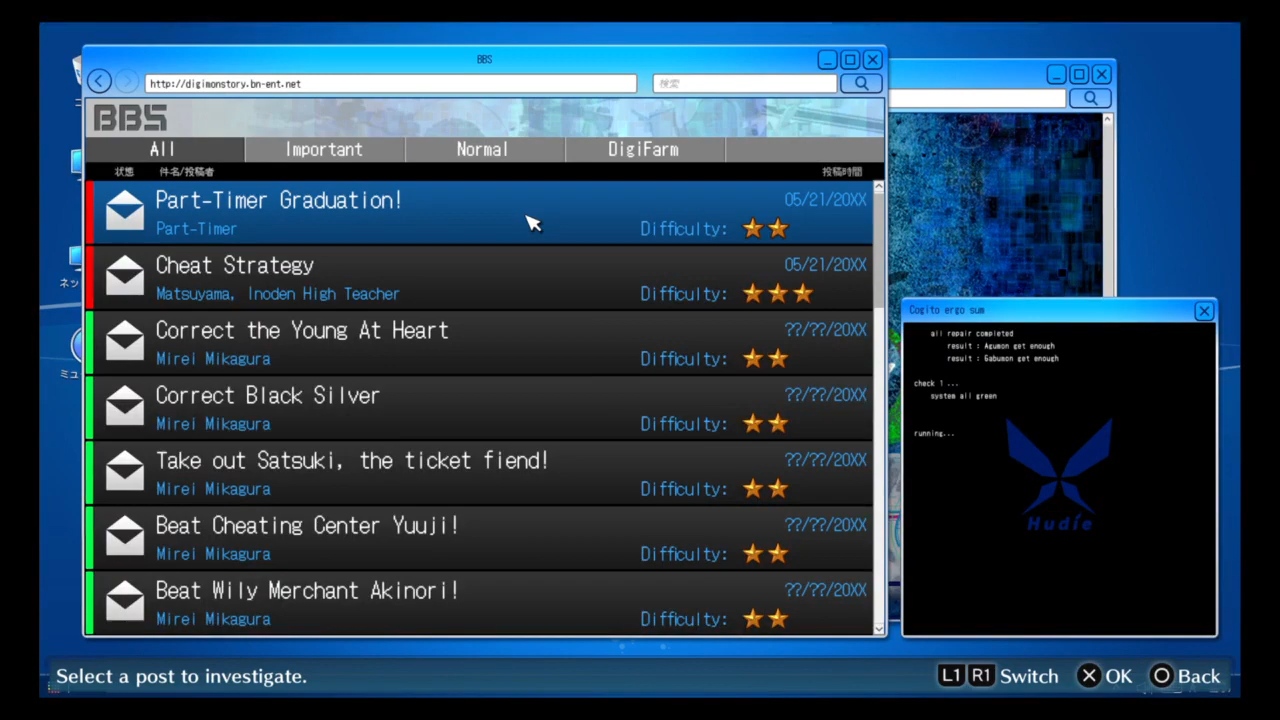 BBS
http://digimonstory.bn-ent.net
検索
BBS
All
Important
Normal
DigiFarm
状態
件名/投稿者
投稿時間
Part-Timer Graduation!
05/21/20XX
Part-Timer
Difficulty: ★★
Cheat Strategy
05/21/20XX
Matsuyama, Inoden High Teacher
Difficulty: ★★★
Correct the Young At Heart
??/??/20XX
Mirei Mikagura
Difficulty: ★★
Correct Black Silver
??/??/20XX
Mirei Mikagura
Difficulty: ★★
Take out Satsuki, the ticket fiend!
??/??/20XX
Mirei Mikagura
Difficulty: ★★
Beat Cheating Center Yuuji!
??/??/20XX
Mirei Mikagura
Difficulty: ★★
Beat Wily Merchant Akinori!
??/??/20XX
Mirei Mikagura
Difficulty: ★★
Cogito ergo sum
all repair completed
result : Agumon get enough
result : Gabumon get enough
check 1 ...
system all green
running...
Hudie
ネッ
ミュ
Select a post to investigate.
L1 R1 Switch
OK
Back